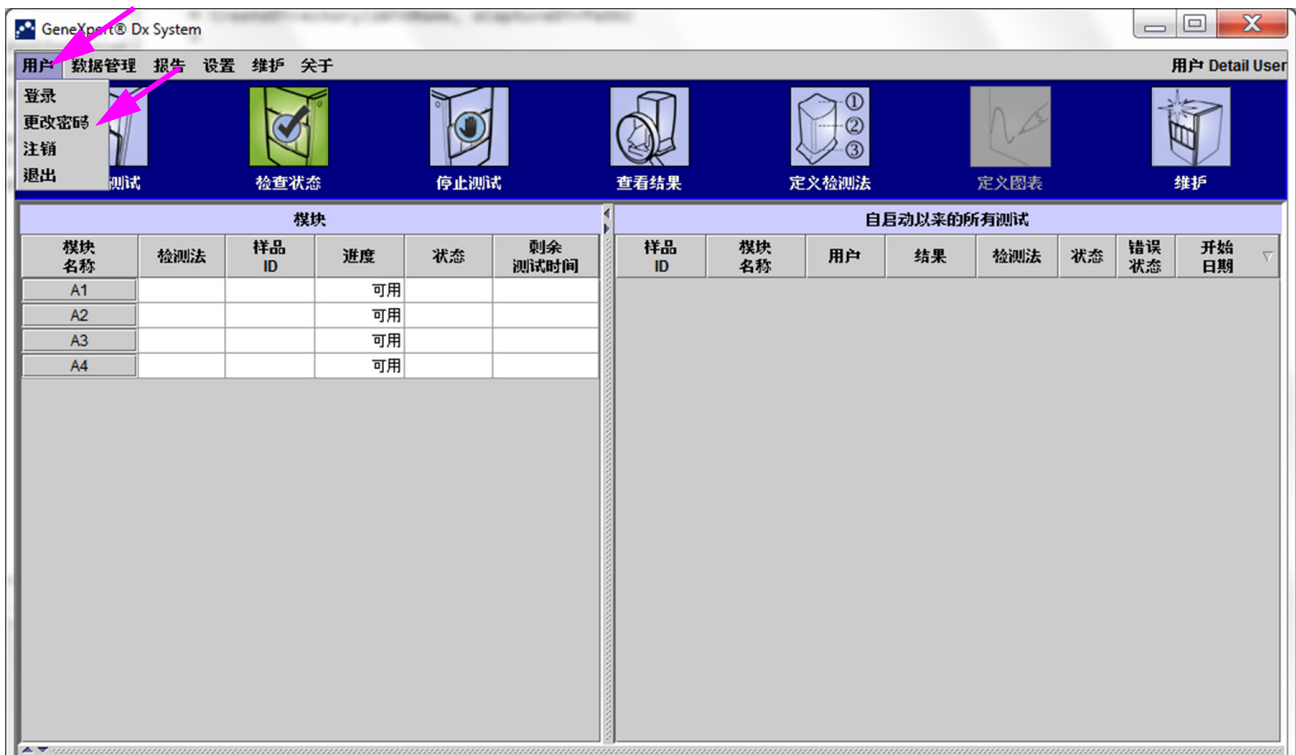 GeneXpert® Dx System
用户 数据管理 报告 设置 维护 关于
用户 Detail User
登录
更改密码
注销
退出
测试
检查状态
停止测试
查看结果
①
②
③
定义检测法
定义图表
维护
模块
自启动以来的所有测试
模块名称 检测法 样品ID 进度 状态 剩余测试时间
样品ID 模块名称 用户 结果 检测法 状态 错误状态 开始日期
A1 可用
A2 可用
A3 可用
A4 可用